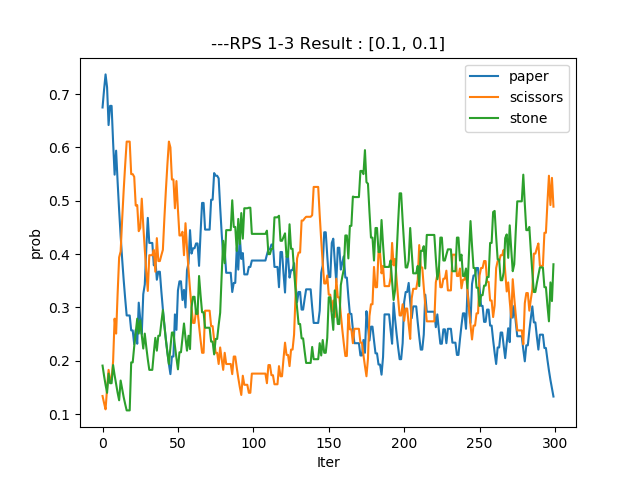 ---RPS 1-3 Result : [0.1, 0.1]
paper
scissors
stone
prob
0.7
0.6
0.5
0.4
0.3
0.2
0.1
0 50 100 150 200 250 300
Iter